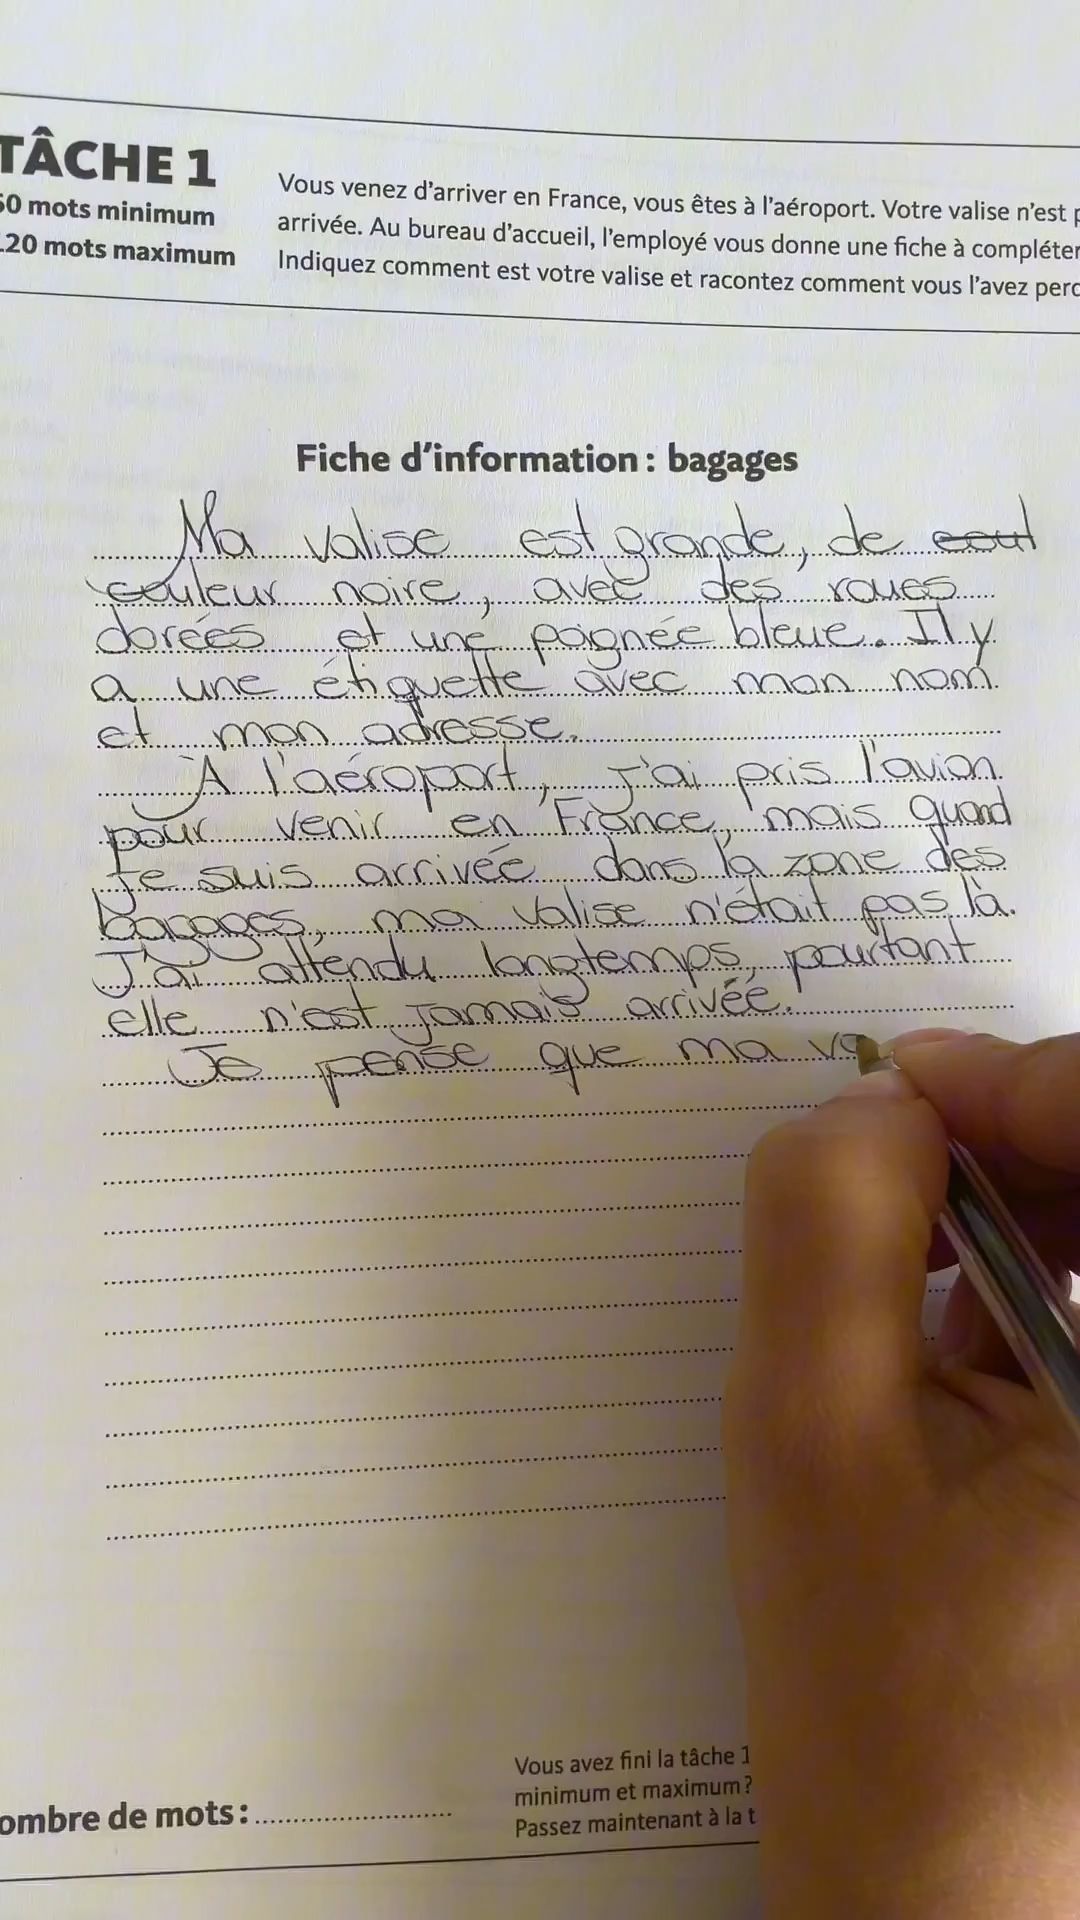 TÂCHE 1
60 mots minimum
120 mots maximum
Vous venez d'arriver en France, vous êtes à l'aéroport. Votre valise n'est p
arrivée. Au bureau d'accueil, l'employé vous donne une fiche à compléter
Indiquez comment est votre valise et racontez comment vous l'avez perd
Fiche d'information : bagages
Ma valise est grande, de coul
couleur noire, avec des roues
dorées et une poignée bleue. Il y
a une étiquette avec mon nom
et mon adresse.
À l'aéroport, j'ai pris l'avion
pour venir en France, mais quand
je suis arrivée dans la zone des
bagages, ma valise n'était pas là.
J'ai attendu longtemps, pourtant
elle n'est jamais arrivée.
Je pense que ma va
ombre de mots :
Vous avez fini la tâche 1
minimum et maximum ?
Passez maintenant à la t